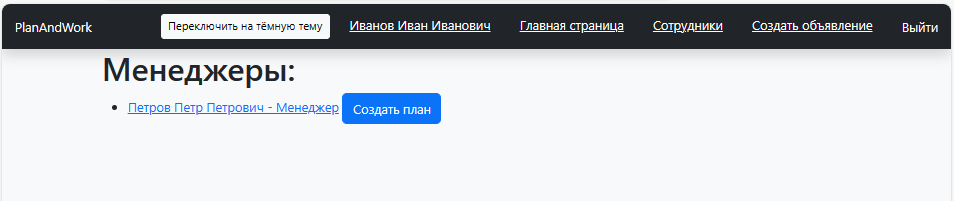 PlanAndWork Переключить на тёмную тему Иванов Иван Иванович Главная страница Сотрудники Создать объявление Выйти
Менеджеры:
Петров Петр Петрович - Менеджер Создать план